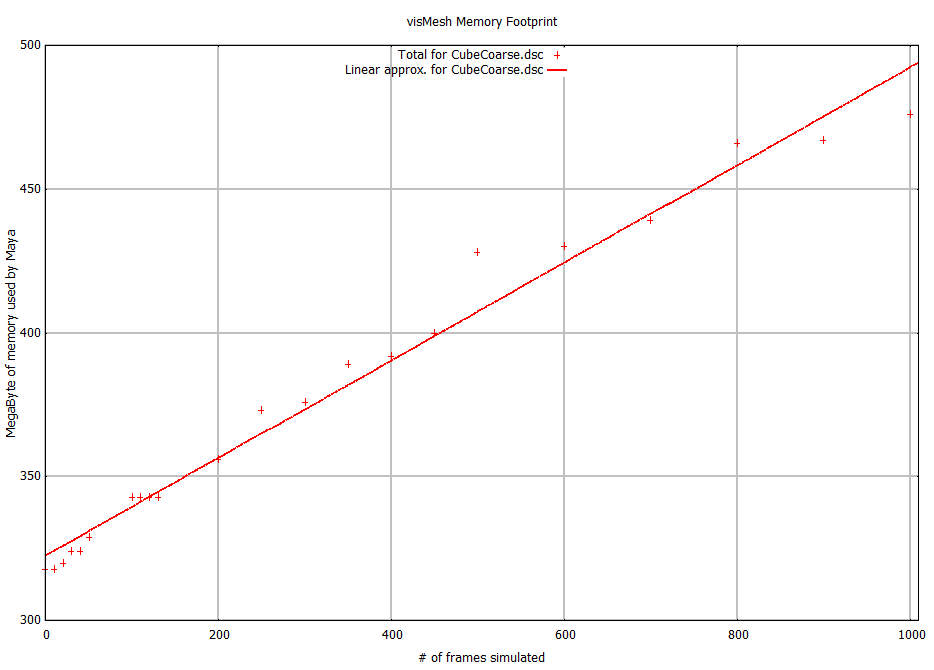 visMesh Memory Footprint
Total for CubeCoarse.dsc
Linear approx. for CubeCoarse.dsc
MegaByte of memory used by Maya
500
450
400
350
300
0 200 400 600 800 1000
# of frames simulated